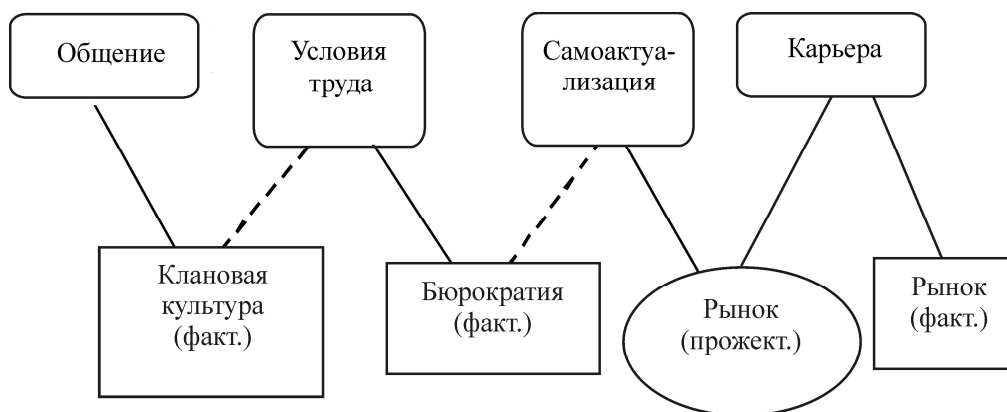 Общение
Условия
труда
Самоактуа-
лизация
Карьера
Клановая
культура
(факт.)
Бюрократия
(факт.)
Рынок
(прожект.)
Рынок
(факт.)